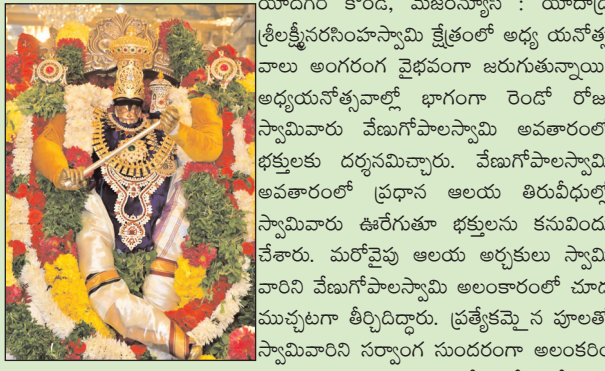 యాదగిరి కొండ, మజంన్యూస్ : యాదాద్రి
శ్రీలక్ష్మీనరసింహస్వామి క్షేత్రంలో అధ్య యనోత్స
వాలు అంగరంగ వైభవంగా జరుగుతున్నాయి
అధ్యయనోత్సవాల్లో భాగంగా రెండో రోజు
స్వామివారు వేణుగోపాలస్వామి అవతారంలో
భక్తులకు దర్శనమిచ్చారు. వేణుగోపాలస్వామి
అవతారంలో ప్రధాన ఆలయ తిరువీధుల్లో
స్వామివారు ఊరేగుతూ భక్తులను కనువిందు
చేశారు. మరోవైపు ఆలయ అర్చకులు స్వామి
వారిని వేణుగోపాలస్వామి అలంకారంలో చూడ
ముచ్చటగా తీర్చిదిద్దారు. ప్రత్యేకమై న పూలతో
స్వామివారిని సర్వాంగ సుందరంగా అలంకరిం